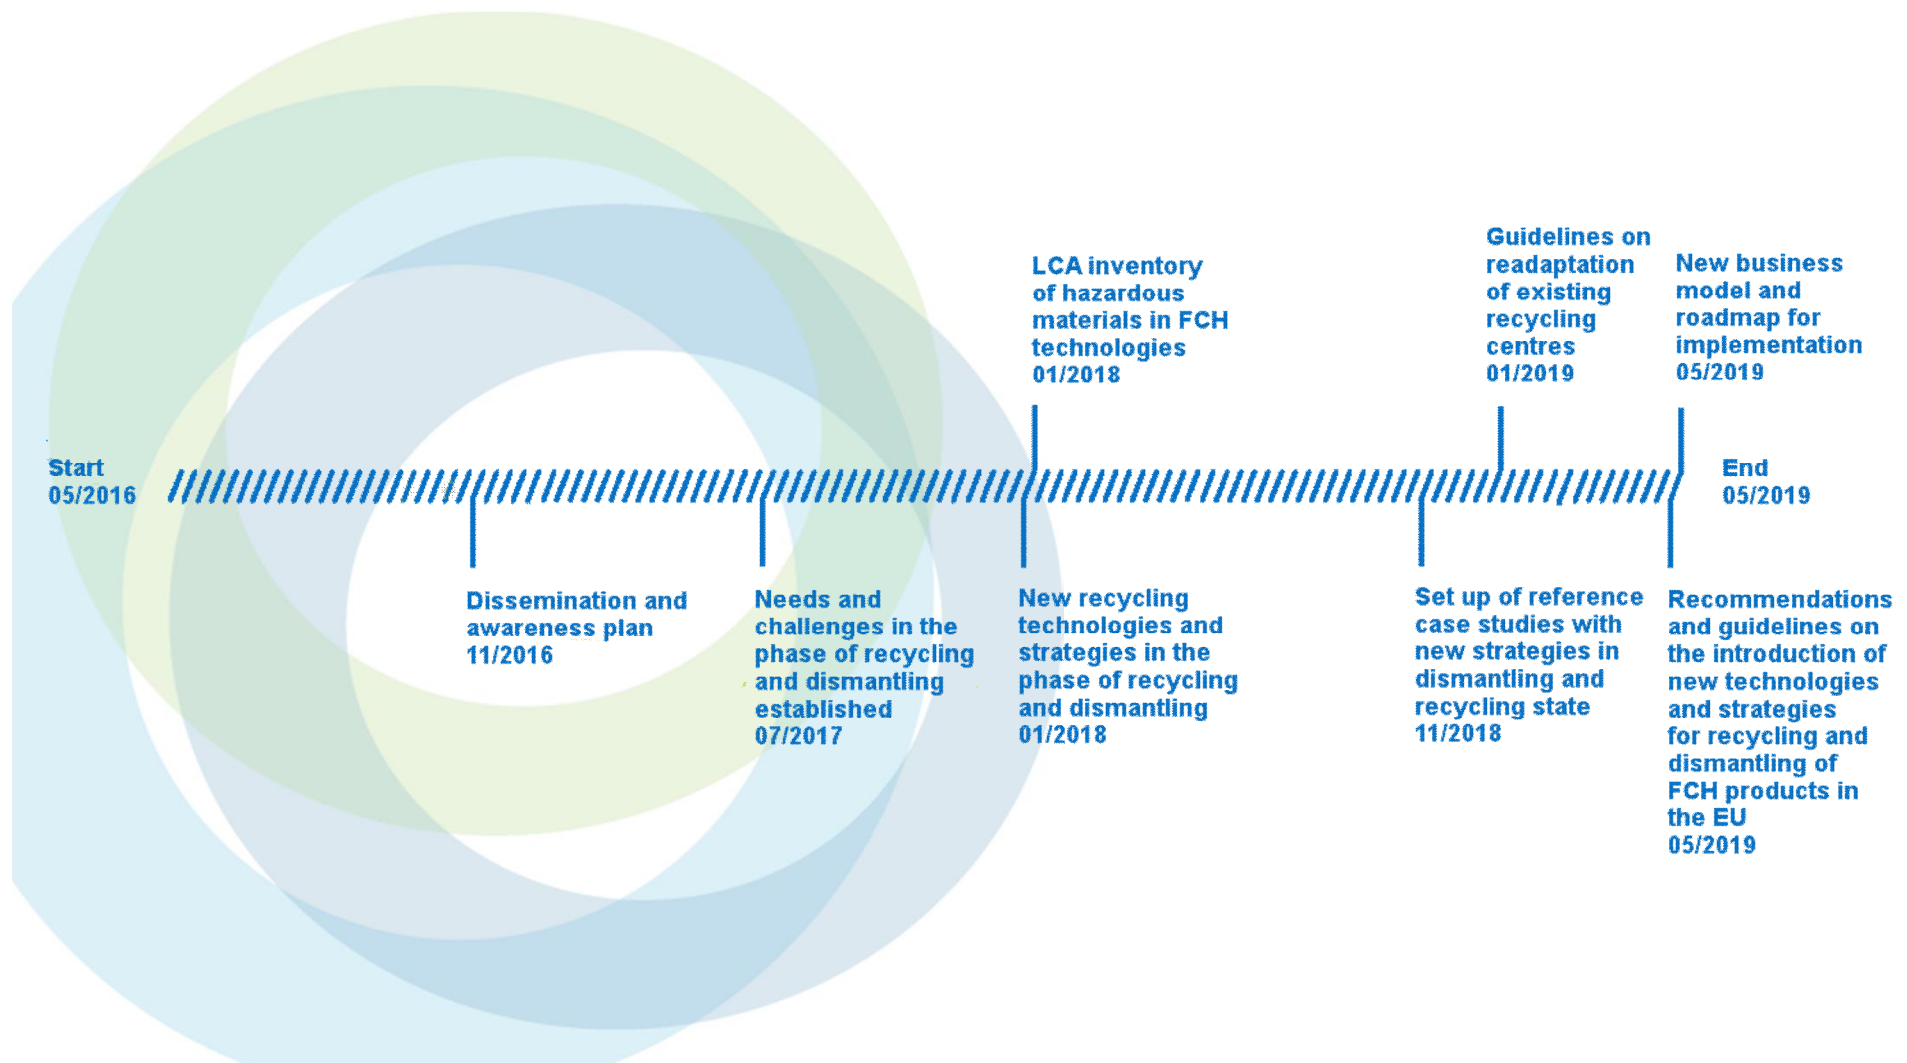 Start
05/2016
Dissemination and
awareness plan
11/2016
Needs and
challenges in the
phase of recycling
and dismantling
established
07/2017
LCA inventory
of hazardous
materials in FCH
technologies
01/2018
New recycling
technologies and
strategies in the
phase of recycling
and dismantling
01/2018
Set up of reference
case studies with
new strategies in
dismantling and
recycling state
11/2018
Guidelines on
readaptation
of existing
recycling
centres
01/2019
New business
model and
roadmap for
implementation
05/2019
Recommendations
and guidelines on
the introduction of
new technologies
and strategies
for recycling and
dismantling of
FCH products in
the EU
05/2019
End
05/2019